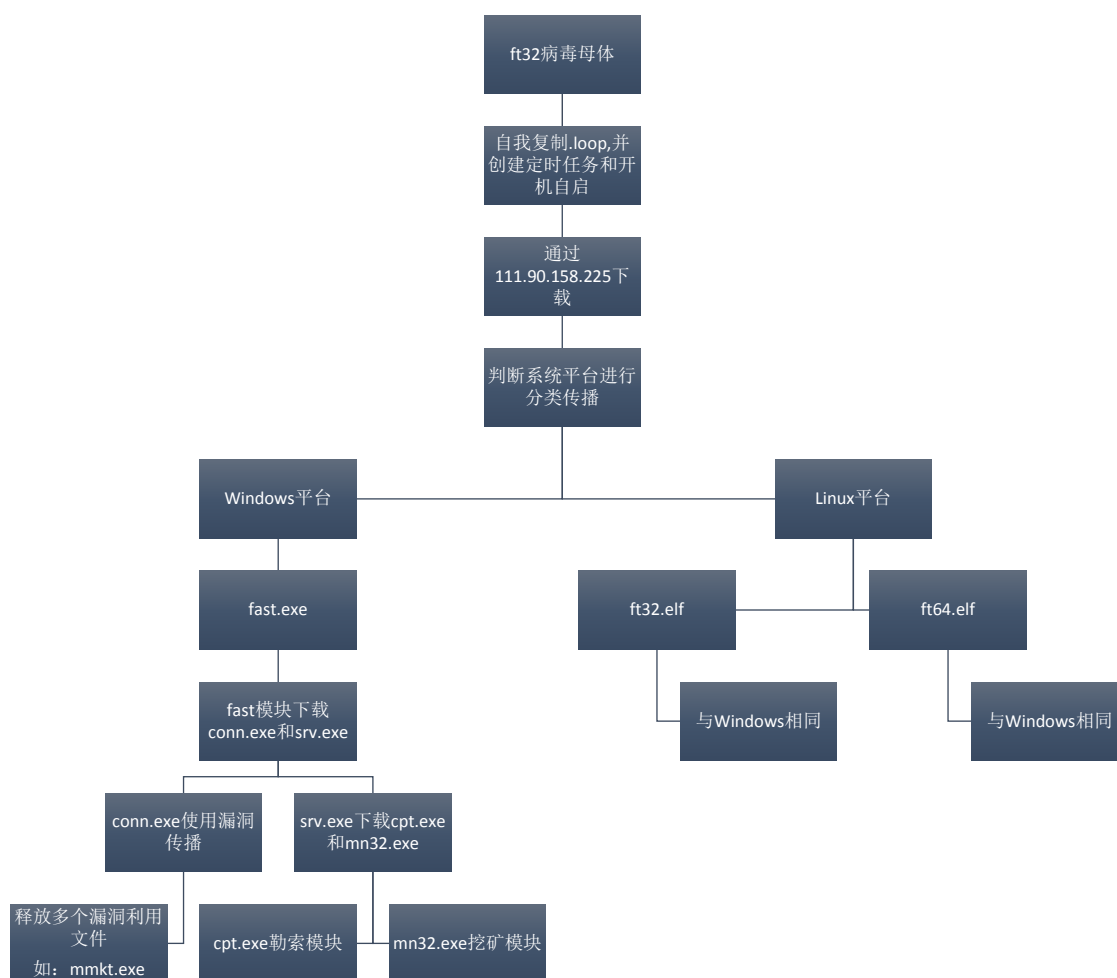 ft32病毒母体
自我复制.loop,并
创建定时任务和开
机自启
通过
111.90.158.225下
载
判断系统平台进行
分类传播
Windows平台
Linux平台
fast.exe
ft32.elf
ft64.elf
fast模块下载
conn.exe和srv.exe
与Windows相同
与Windows相同
conn.exe使用漏洞
传播
srv.exe下载cpt.exe
和mn32.exe
释放多个漏洞利用
文件
如：mmkt.exe
cpt.exe勒索模块
mn32.exe挖矿模块